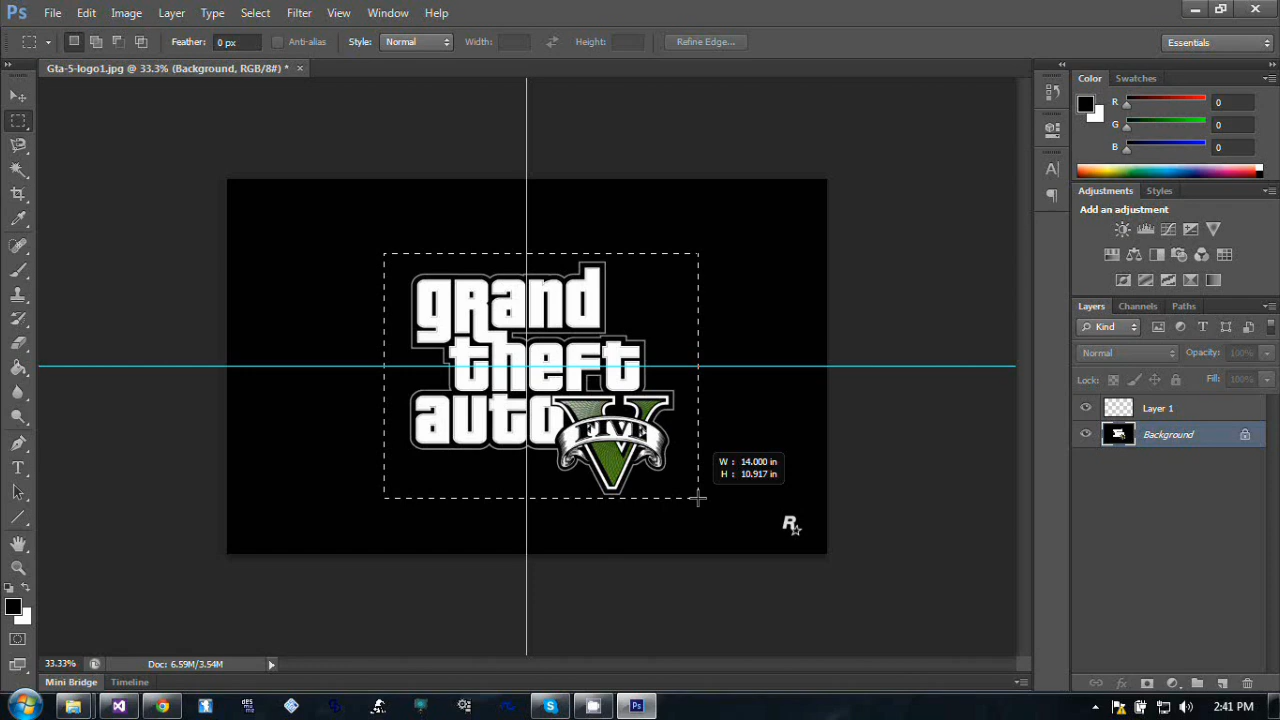 Ps File Edit Image Layer Type Select Filter View Window Help
Feather: 0 px Anti-alias Style: Normal Width: Height: Refine Edge... Essentials
Gta-5-logo1.jpg @ 33.3% (Background, RGB/8#) * ×
Color Swatches
R 0
G 0
B 0
Adjustments Styles
Add an adjustment
Layers Channels Paths
Kind
Normal Opacity: 100%
Lock: Fill: 100%
Layer 1
Background
grand
theft
auto V
FIVE
W : 14.000 in
H : 10.917 in
R
33.33% Doc: 6.59M/3.54M
Mini Bridge Timeline
2:41 PM